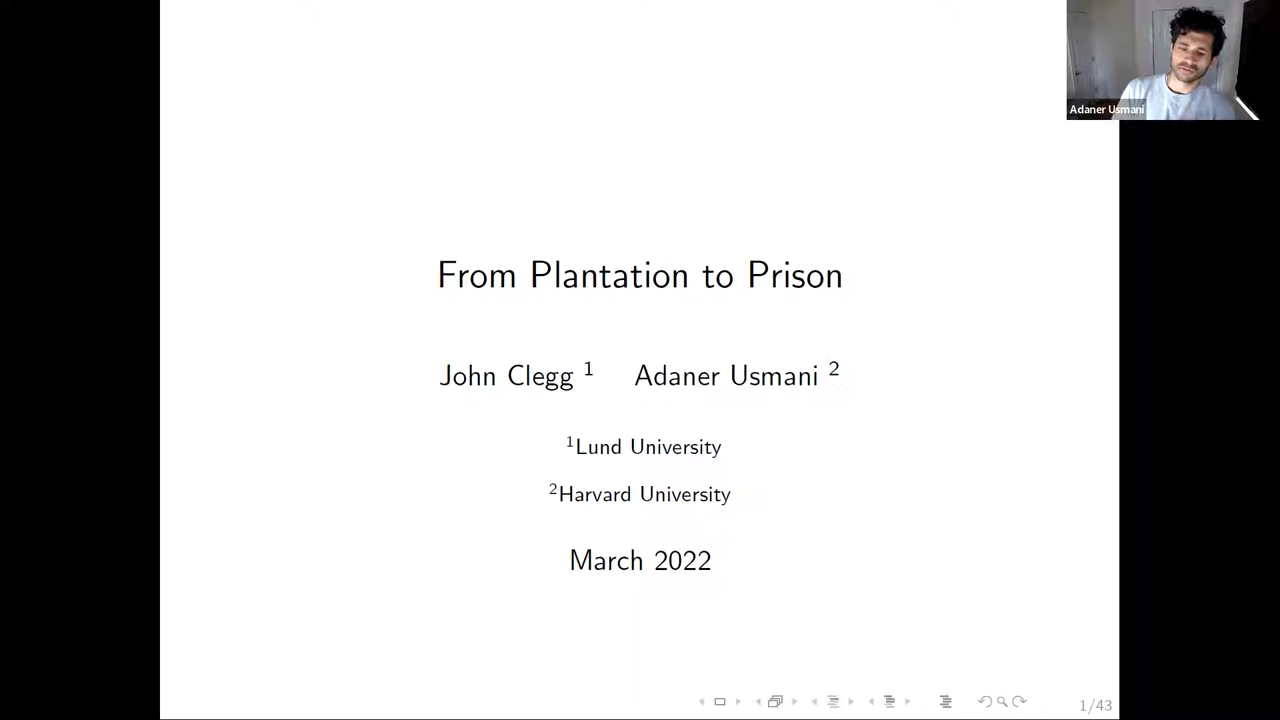 Adaner Usmani
From Plantation to Prison
John Clegg 1 Adaner Usmani 2
1Lund University
2Harvard University
March 2022
1/43